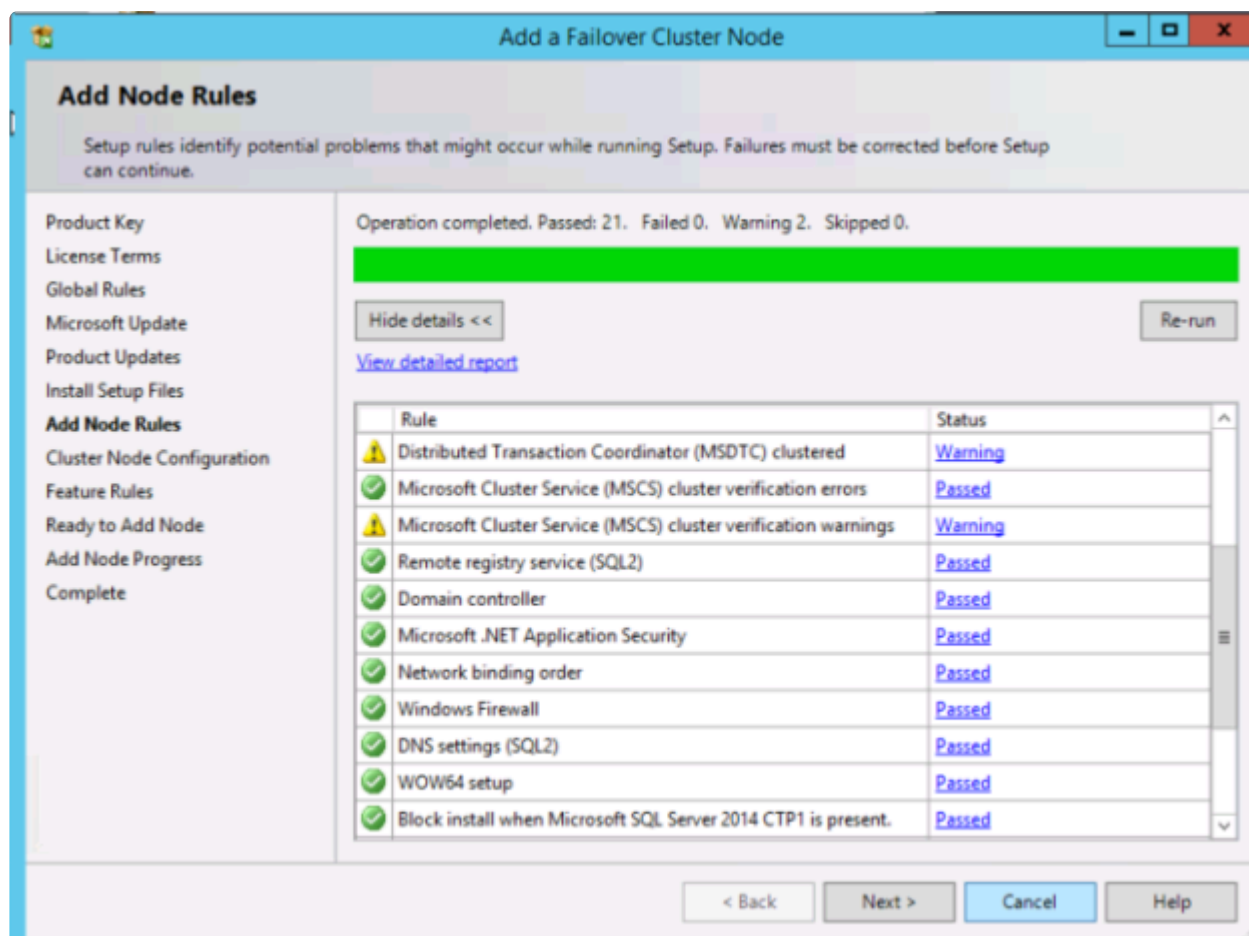 Add a Failover Cluster Node
Add Node Rules
Setup rules identify potential problems that might occur while running Setup. Failures must be corrected before Setup
can continue.
Product Key
License Terms
Global Rules
Microsoft Update
Product Updates
Install Setup Files
Add Node Rules
Cluster Node Configuration
Feature Rules
Ready to Add Node
Add Node Progress
Complete
Operation completed. Passed: 21. Failed 0. Warning 2. Skipped 0.
Hide details << Re-run
View detailed report
Rule Status
Distributed Transaction Coordinator (MSDTC) clustered Warning
Microsoft Cluster Service (MSCS) cluster verification errors Passed
Microsoft Cluster Service (MSCS) cluster verification warnings Warning
Remote registry service (SQL2) Passed
Domain controller Passed
Microsoft .NET Application Security Passed
Network binding order Passed
Windows Firewall Passed
DNS settings (SQL2) Passed
WOW64 setup Passed
Block install when Microsoft SQL Server 2014 CTP1 is present. Passed
< Back Next > Cancel Help